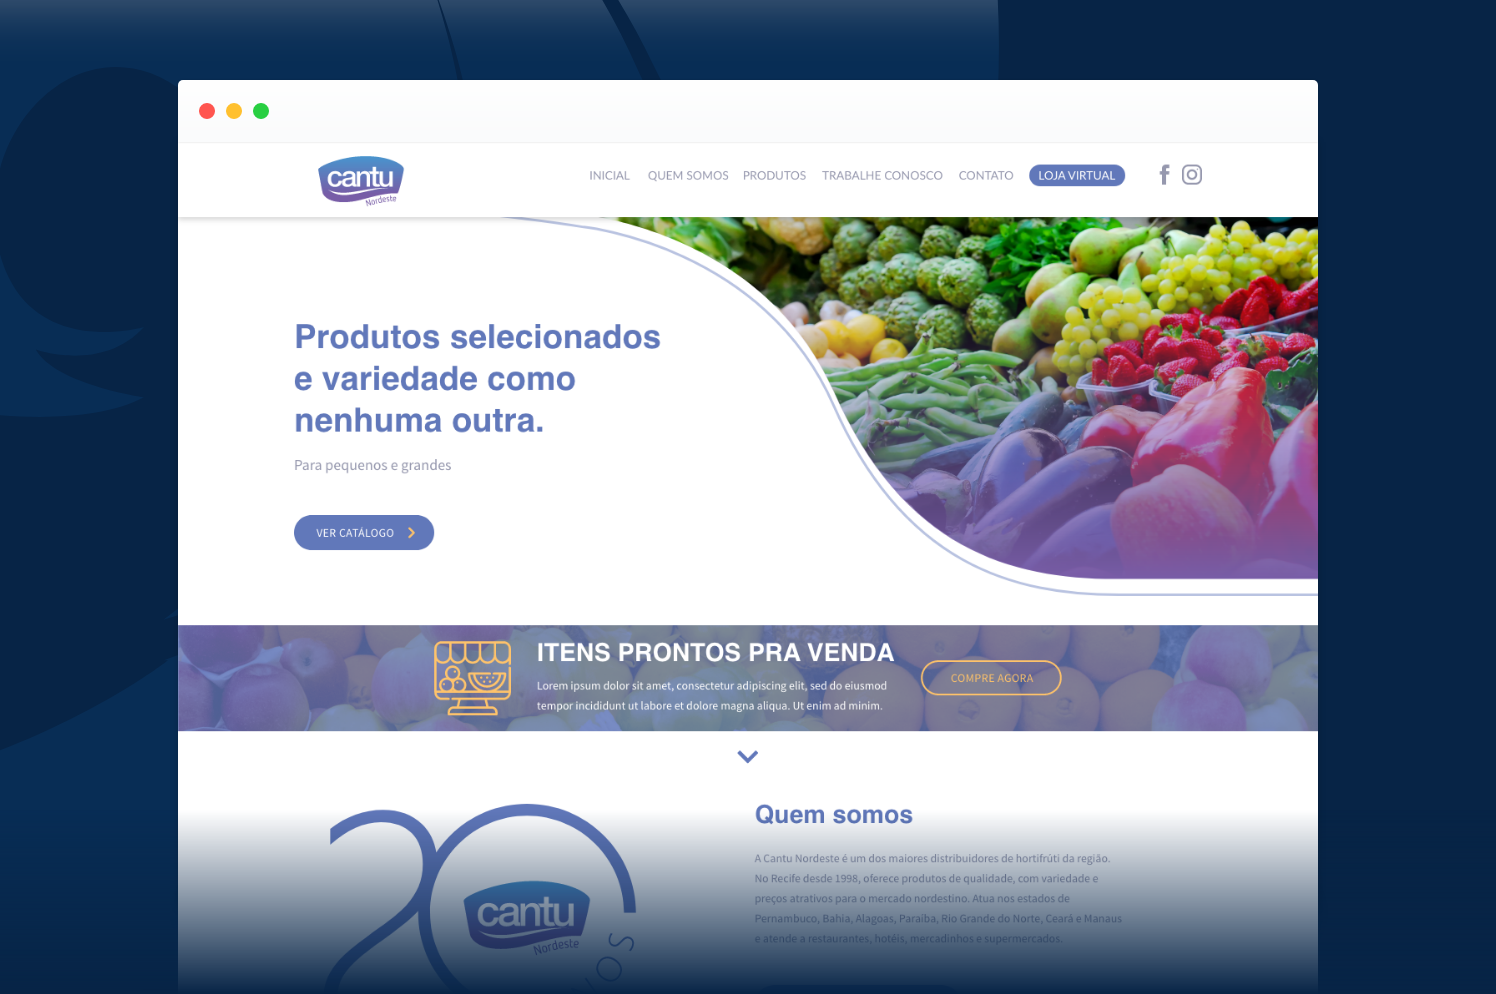 cantu
Nordeste
INICIAL QUEM SOMOS PRODUTOS TRABALHE CONOSCO CONTATO LOJA VIRTUAL
Produtos selecionados
e variedade como
nenhuma outra.
Para pequenos e grandes
VER CATÁLOGO
ITENS PRONTOS PRA VENDA
Lorem ipsum dolor sit amet, consectetur adipiscing elit, sed do eiusmod
tempor incididunt ut labore et dolore magna aliqua. Ut enim ad minim.
COMPRE AGORA
20
cantu
Nordeste
OS
Quem somos
A Cantu Nordeste é um dos maiores distribuidores de hortifrúti da região.
No Recife desde 1998, oferece produtos de qualidade, com variedade e
preços atrativos para o mercado nordestino. Atua nos estados de
Pernambuco, Bahia, Alagoas, Paraíba, Rio Grande do Norte, Ceará e Manaus
e atende a restaurantes, hotéis, mercadinhos e supermercados.